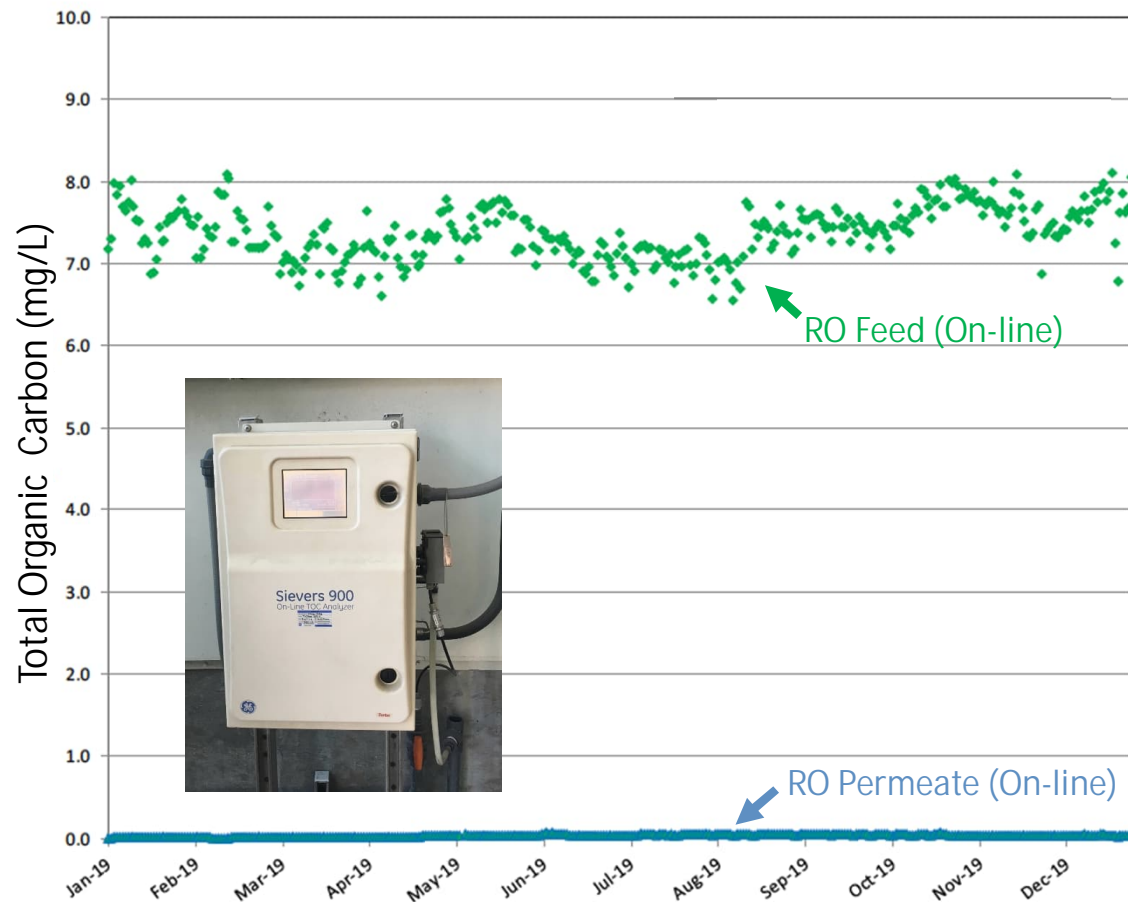 Total Organic Carbon (mg/L)
10.0
9.0
8.0
7.0
6.0
5.0
4.0
3.0
2.0
1.0
0.0
RO Feed (On-line)
Sievers 900
On-Line TOC Analyzer
GE
RO Permeate (On-line)
Jan-19
Feb-19
Mar-19
Apr-19
May-19
Jun-19
Jul-19
Aug-19
Sep-19
Oct-19
Nov-19
Dec-19